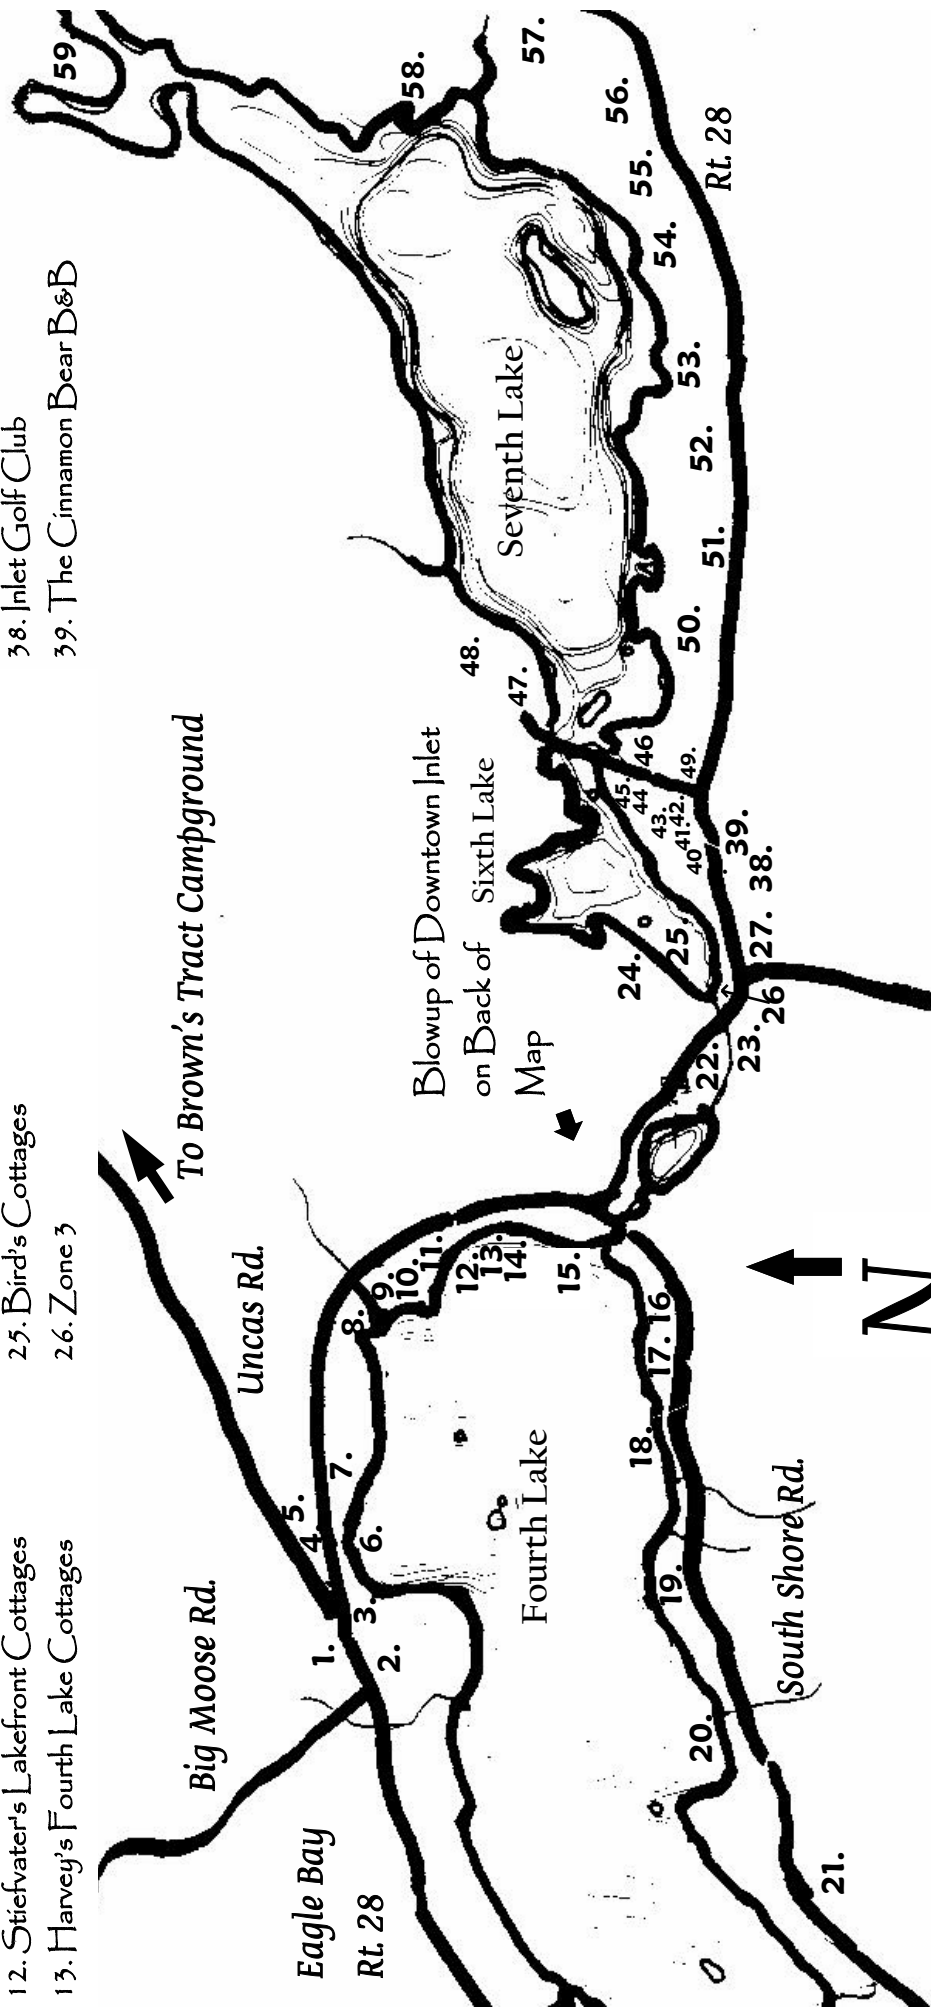 12. Stiefvater's Lakefront Cottages
13. Harvey's Fourth Lake Cottages
25. Bird's Cottages
26. Zone 3
38. Inlet Golf Club
39. The Cinnamon Bear B&B
Big Moose Rd.
Uncas Rd.
To Brown's Tract Campground
Eagle Bay
Rt. 28
Blowup of Downtown Inlet
on Back of
Map
Sixth Lake
Seventh Lake
Fourth Lake
South Shore Rd.
Rt. 28
N
1.
2.
3.
4.
5.
6.
7.
8.
9.
10.
11.
12.
13.
14.
15.
16.
17.
18.
19.
20.
21.
22.
23.
24.
25.
26
27.
38.
39.
40
41.
42.
43.
44
45.
46
47.
48.
49.
50.
51.
52.
53.
54.
55.
56.
57.
58.
59.